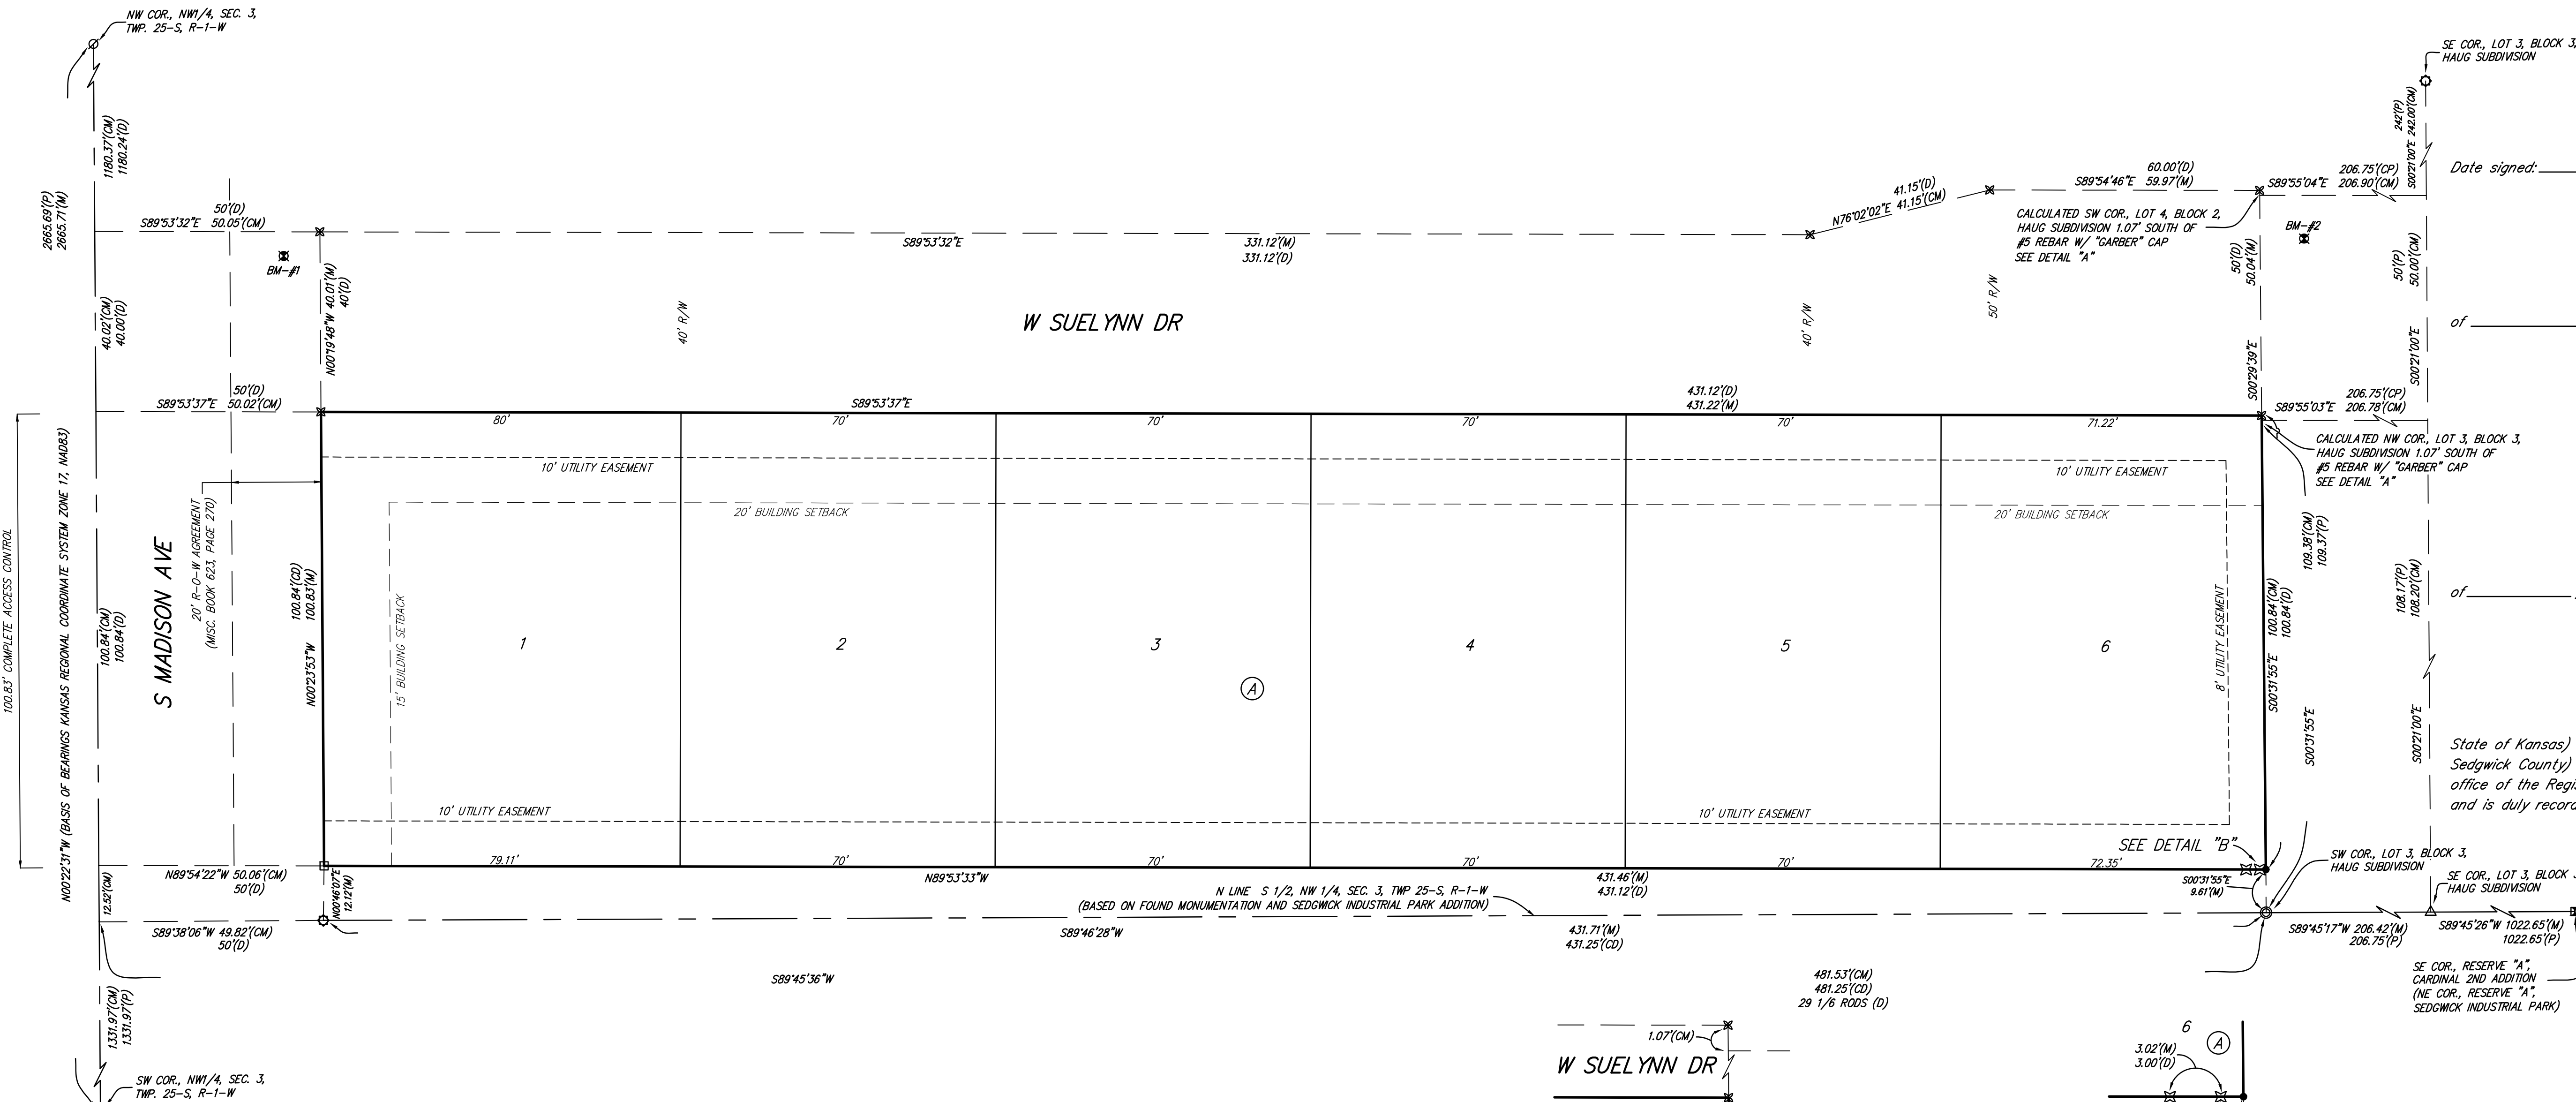 NW COR., NW1/4, SEC. 3,
TWP. 25-S, R-1-W
SE COR., LOT 3, BLOCK 3,
HAUG SUBDIVISION
1180.37'(CM)
1180.24'(D)
2665.69'(P)
2665.71'(M)
242'(P)
242.00'(CM)
S00°21'00"E
Date signed:
50'(D)
S89°53'32"E 50.05'(CM)
BM-#1
S89°53'32"E
331.12'(M)
331.12'(D)
41.15'(D)
N76°02'02"E 41.15'(CM)
60.00'(D)
S89°54'46"E 59.97'(M)
206.75'(CP)
S89°55'04"E 206.90'(CM)
CALCULATED SW COR., LOT 4, BLOCK 2,
HAUG SUBDIVISION 1.07' SOUTH OF
#5 REBAR W/ "GARBER" CAP
SEE DETAIL "A"
BM-#2
40.02'(CM)
40.00'(D)
N00°19'48"W 40.01'(M)
40'(D)
40' R/W
W SUELYNN DR
40' R/W
50' R/W
50'(D)
50.04'(M)
S00°29'39"E
50'(P)
50.00'(CM)
S00°21'00"E
of
50'(D)
S89°53'37"E 50.02'(CM)
S89°53'37"E
431.12'(D)
431.22'(M)
206.75'(CP)
S89°55'03"E 206.78'(CM)
80'
70'
70'
70'
70'
71.22'
CALCULATED NW COR., LOT 3, BLOCK 3,
HAUG SUBDIVISION 1.07' SOUTH OF
#5 REBAR W/ "GARBER" CAP
SEE DETAIL "A"
10' UTILITY EASEMENT
10' UTILITY EASEMENT
20' BUILDING SETBACK
20' BUILDING SETBACK
100.83' COMPLETE ACCESS CONTROL
N00°22'31"W (BASIS OF BEARINGS KANSAS REGIONAL COORDINATE SYSTEM ZONE 17, NAD83)
100.84'(CM)
100.84'(D)
S MADISON AVE
20' R-O-W AGREEMENT
(MISC. BOOK 623, PAGE 270)
100.84'(CD)
100.83'(M)
N00°23'53"W
15' BUILDING SETBACK
1
2
3
4
5
6
A
8' UTILITY EASEMENT
100.84'(CM)
100.84'(D)
S00°31'55"E
109.38'(CM)
109.37'(P)
S00°31'55"E
108.17'(P)
108.20'(CM)
S00°21'00"E
of
State of Kansas)
Sedgwick County)
office of the Regi
and is duly record
10' UTILITY EASEMENT
10' UTILITY EASEMENT
SEE DETAIL "B"
79.11'
70'
70'
70'
70'
72.35'
N89°54'22"W 50.06'(CM)
50'(D)
N89°53'33"W
431.46'(M)
431.12'(D)
S00°31'55"E
9.61'(M)
SW COR., LOT 3, BLOCK 3,
HAUG SUBDIVISION
SE COR., LOT 3, BLOCK 3
HAUG SUBDIVISION
12.52'(CM)
N00°46'07"E
12.12'(M)
N LINE S 1/2, NW 1/4, SEC. 3, TWP 25-S, R-1-W
(BASED ON FOUND MONUMENTATION AND SEDGWICK INDUSTRIAL PARK ADDITION)
S89°38'06"W 49.82'(CM)
50'(D)
S89°46'28"W
431.71'(M)
431.25'(CD)
S89°45'17"W 206.42'(M)
206.75'(P)
S89°45'26"W 1022.65'(M)
1022.65'(P)
S89°45'36"W
481.53'(CM)
481.25'(CD)
29 1/6 RODS (D)
SE COR., RESERVE "A",
CARDINAL 2ND ADDITION
(NE COR., RESERVE "A",
SEDGWICK INDUSTRIAL PARK)
1331.97'(CM)
1331.97'(P)
SW COR., NW1/4, SEC. 3,
TWP. 25-S, R-1-W
1.07'(CM)
W SUELYNN DR
6
A
3.02'(M)
3.00'(D)